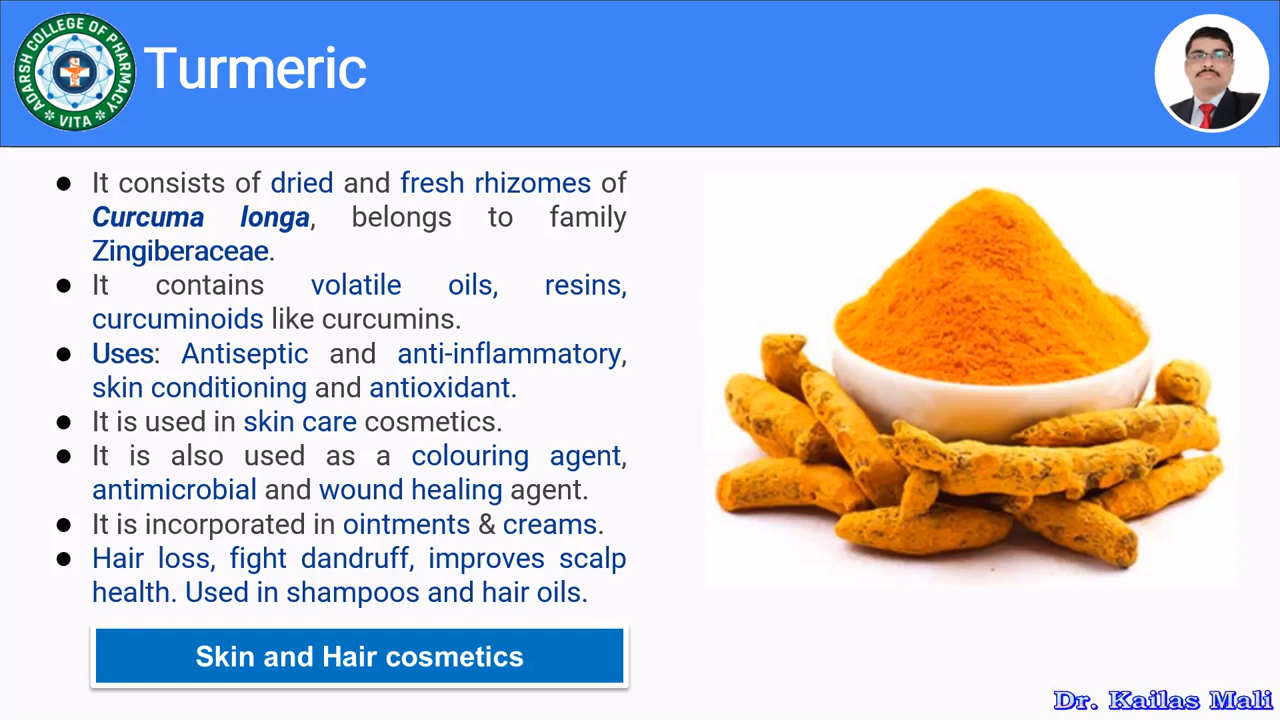 ADARSH COLLEGE OF PHARMACY
VITA
Turmeric
● It consists of dried and fresh rhizomes of
Curcuma longa, belongs to family
Zingiberaceae.
● It contains volatile oils, resins,
curcuminoids like curcumins.
● Uses: Antiseptic and anti-inflammatory,
skin conditioning and antioxidant.
● It is used in skin care cosmetics.
● It is also used as a colouring agent,
antimicrobial and wound healing agent.
● It is incorporated in ointments & creams.
● Hair loss, fight dandruff, improves scalp
health. Used in shampoos and hair oils.
Skin and Hair cosmetics
Dr. Kailas Mali